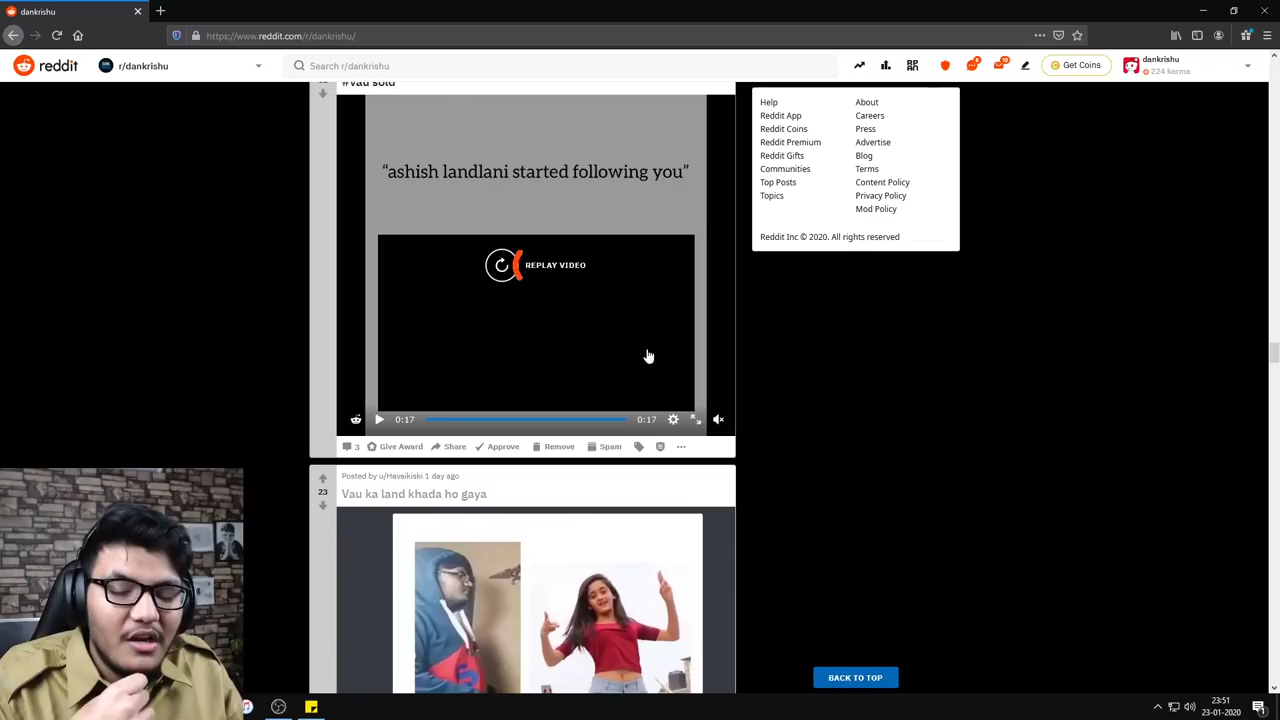 dankrishu
https://www.reddit.com/r/dankrishu/
reddit
r/dankrishu
Search r/dankrishu
Get Coins
dankrishu
224 karma
#vau sold
"ashish landlani started following you"
REPLAY VIDEO
0:17
0:17
3
Give Award
Share
Approve
Remove
Spam
Posted by u/Havaikiski 1 day ago
23
Vau ka land khada ho gaya
Help
About
Reddit App
Careers
Reddit Coins
Press
Reddit Premium
Advertise
Reddit Gifts
Blog
Communities
Terms
Top Posts
Content Policy
Topics
Privacy Policy
Mod Policy
Reddit Inc © 2020. All rights reserved
BACK TO TOP
23:51
23-01-2020